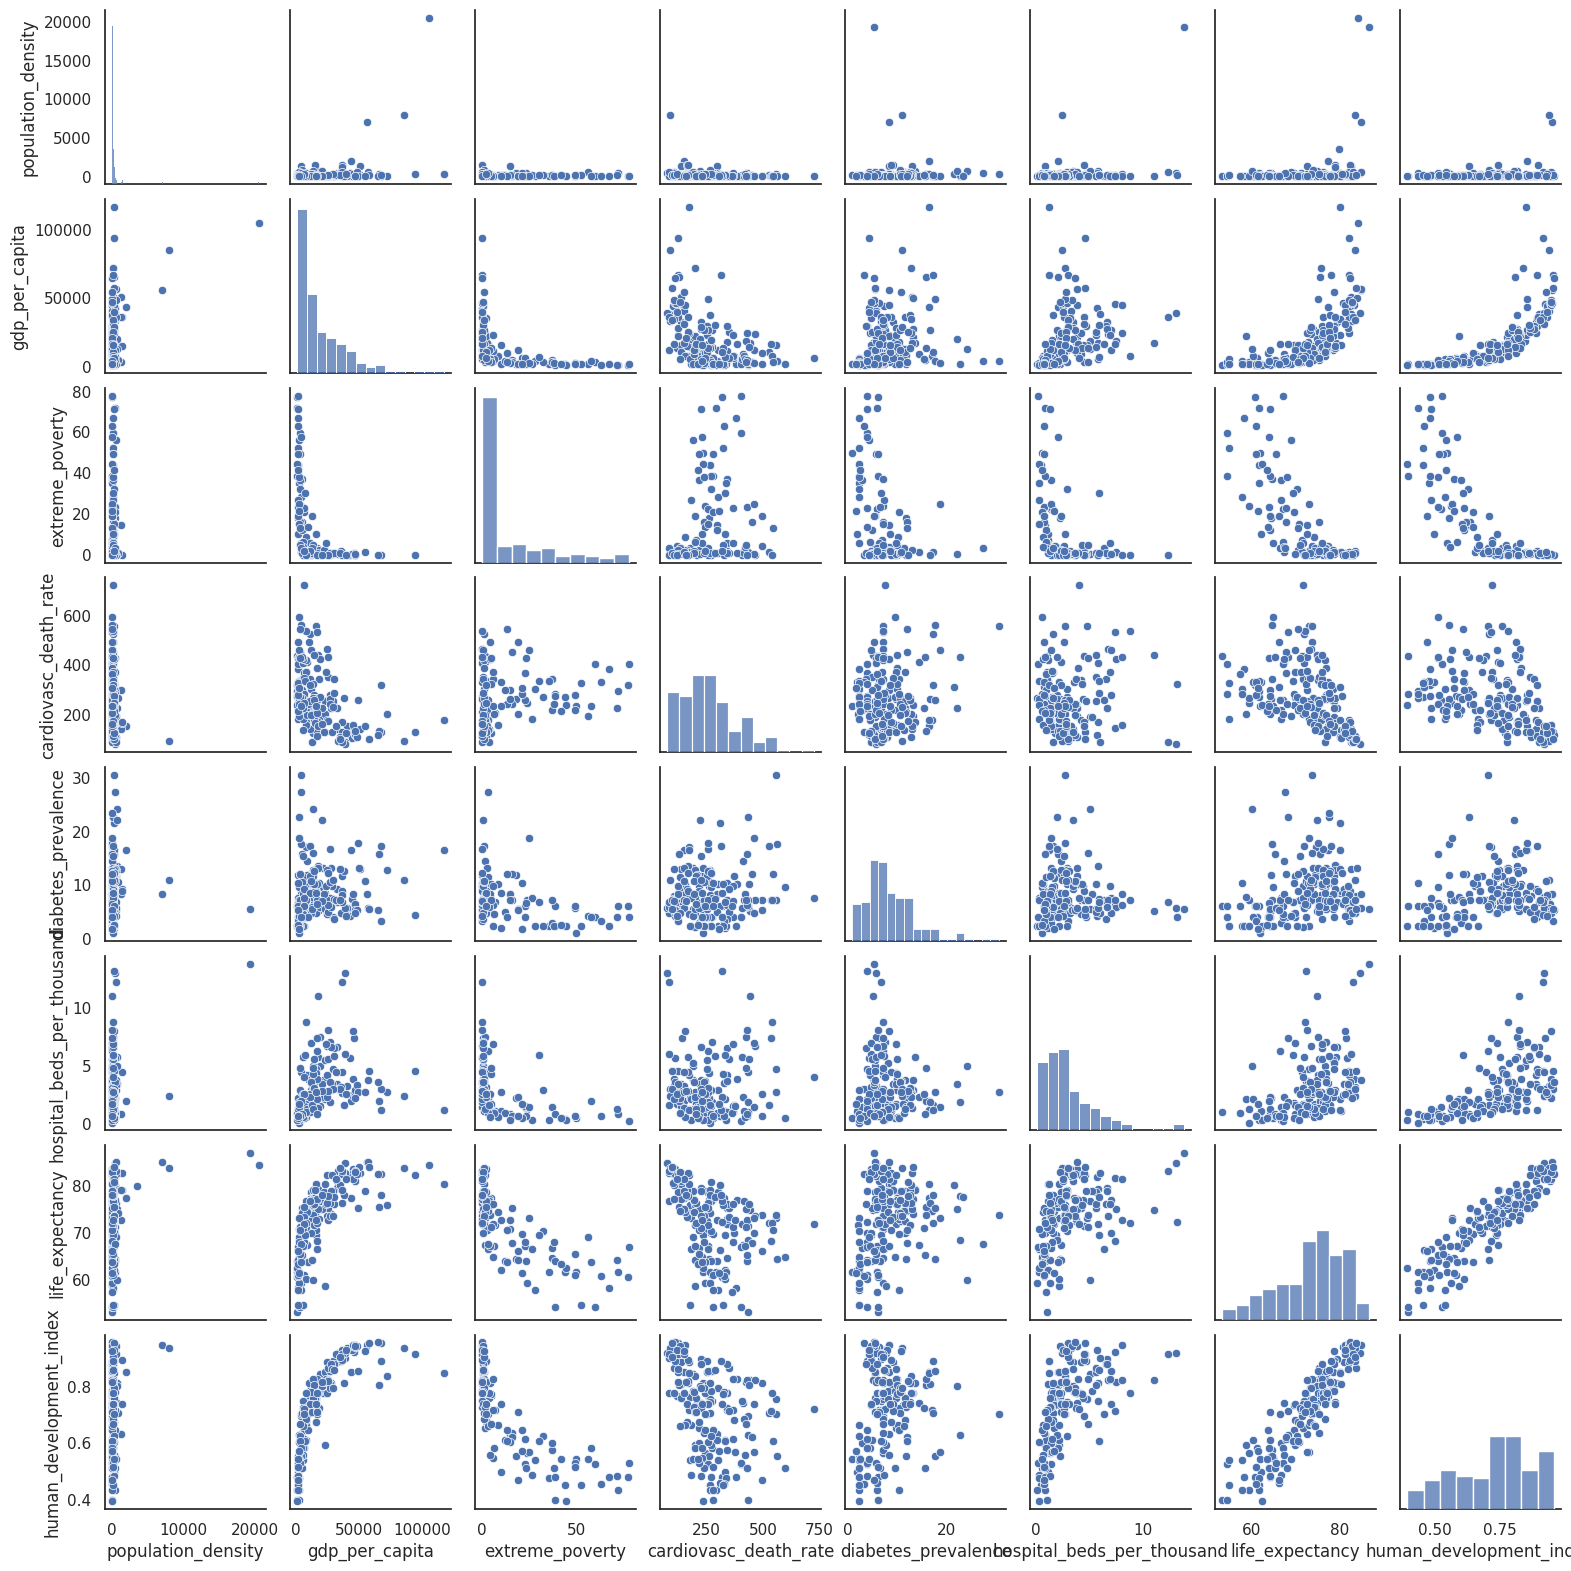 20000
15000
10000
5000
0
population_density
100000
50000
0
gdp_per_capita
80
60
40
20
0
extreme_poverty
600
400
200
cardiovasc_death_rate
30
20
10
0
diabetes_prevalence
10
5
0
hospital_beds_per_thousand
80
70
60
life_expectancy
0.8
0.6
0.4
human_development_index
0 10000 20000 0 50000 100000 0 50 250 500 750 0 20 0 10 60 80 0.50 0.75
population_density gdp_per_capita extreme_poverty cardiovasc_death_rate diabetes_prevalence hospital_beds_per_thousand life_expectancy human_development_ind